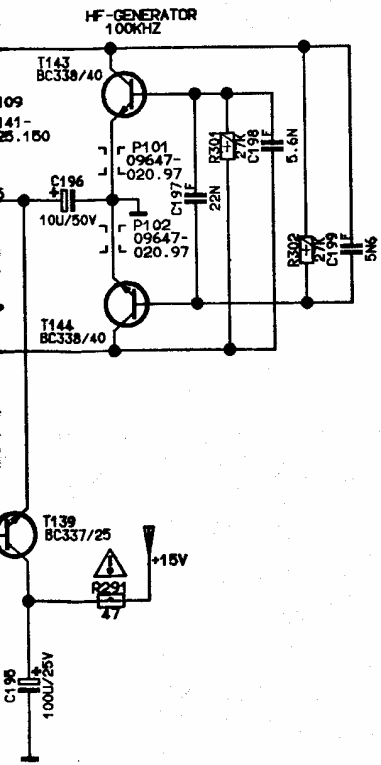 HF-GENERATOR
100KHZ
T143
BC338/40
109
141-
25.150
P101
09647-
020.97
R301
27K
C198
5.6N
C196
+
10U/50V
C197
F
22N
F
P102
09647-
020.97
R302
27K
C199
F
5N6
T144
BC338/40
T139
BC337/25
+15V
R291
47
C195
+
100U/25V